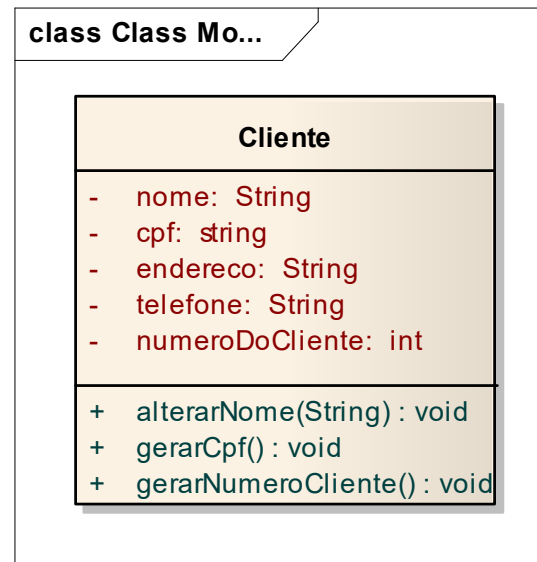 class Class Mo...
Cliente
- nome: String
- cpf: string
- endereco: String
- telefone: String
- numeroDoCliente: int
+ alterarNome(String) : void
+ gerarCpf() : void
+ gerarNumeroCliente() : void